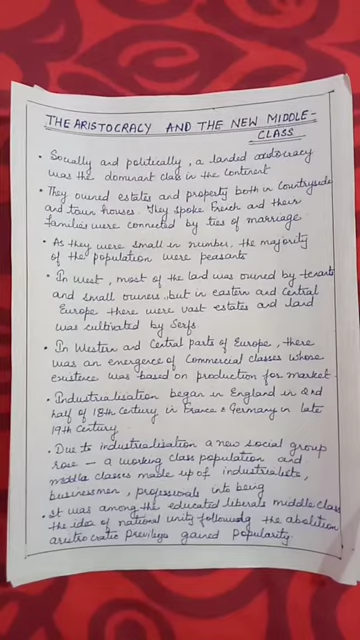 THE ARISTOCRACY AND THE NEW MIDDLE-
CLASS
• Socially and politically, a landed aristocracy
was the dominant class in the continent
• They owned estates and property both in Countryside
and town houses. They spoke French and their
families were connected by ties of marriage.
• As they were small in number, the majority
of the population were peasants
• In West, most of the land was owned by tenants
and small owners, but in eastern and Central
Europe there were vast estates and land
was cultivated by Serfs
• In Western and Central parts of Europe, there
was an emergence of Commercial classes whose
existence was based on production for market
• Industrialisation began in England in 2nd
half of 18th Century in France & Germany in late
19th Century
• Due to industrialisation a new social group
rose - a working class population and
middle classes made up of industrialists,
businessmen, professionals into being
• It was among the educated liberals middle class
the idea of national unity following the abolition
aristrocratic previlige gained popularity.